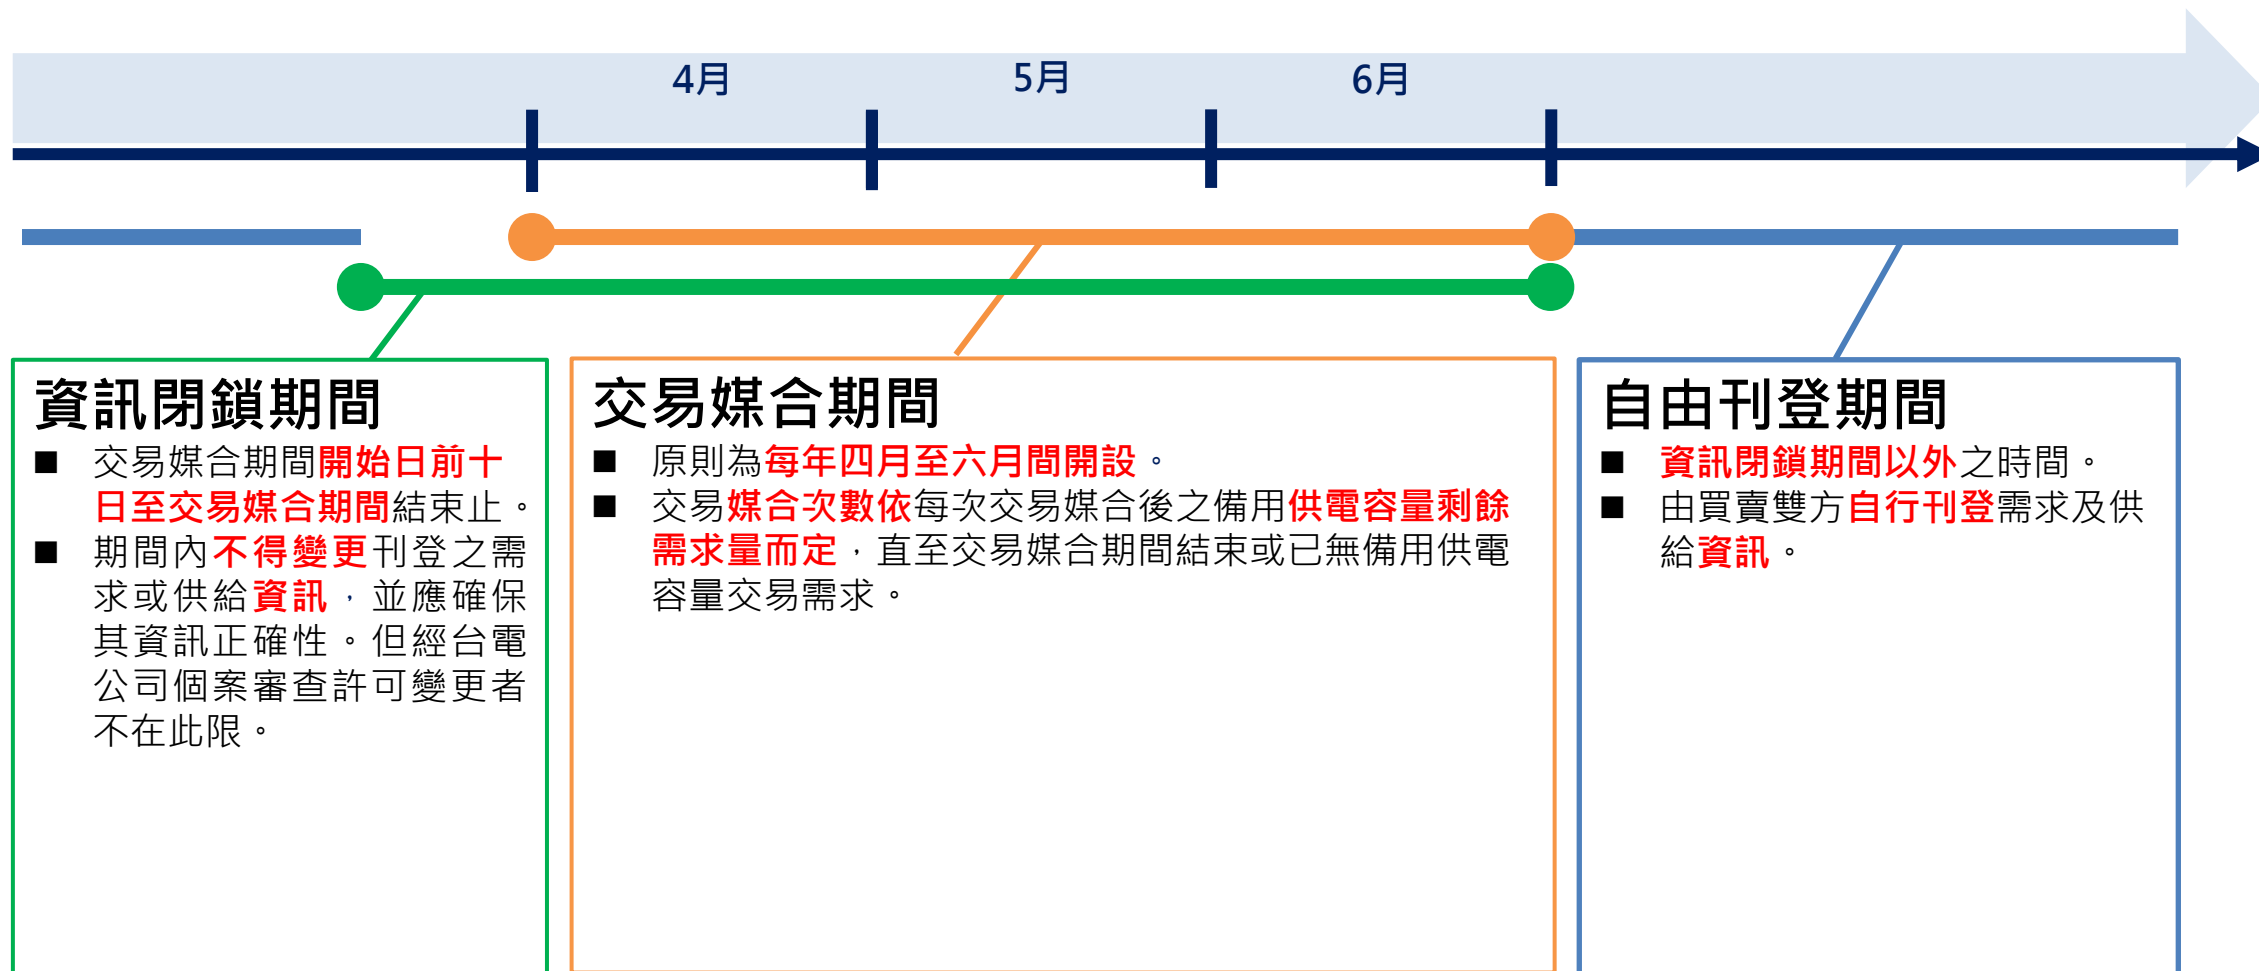 4月
5月
6月
資訊閉鎖期間
■ 交易媒合期間開始日前十
日至交易媒合期間結束止。
■ 期間內不得變更刊登之需
求或供給資訊，並應確保
其資訊正確性。但經台電
公司個案審查許可變更者
不在此限。
交易媒合期間
■ 原則為每年四月至六月間開設。
■ 交易媒合次數依每次交易媒合後之備用供電容量剩餘
需求量而定，直至交易媒合期間結束或已無備用供電
容量交易需求。
自由刊登期間
■ 資訊閉鎖期間以外之時間。
■ 由買賣雙方自行刊登需求及供
給資訊。